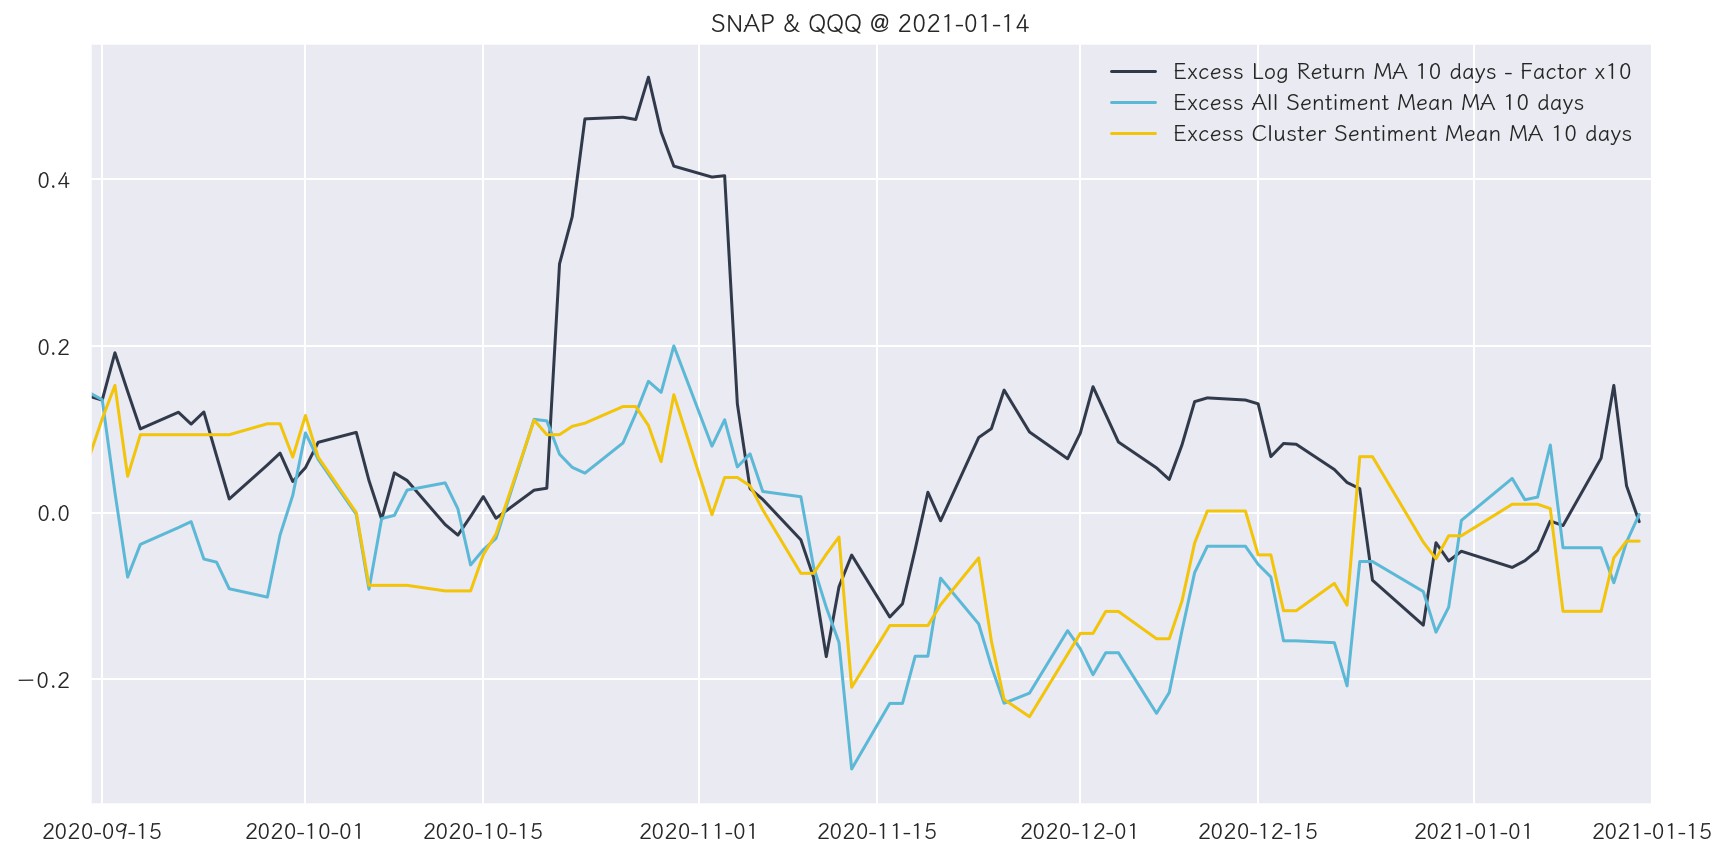 SNAP & QQQ @ 2021-01-14
Excess Log Return MA 10 days - Factor x10
Excess All Sentiment Mean MA 10 days
Excess Cluster Sentiment Mean MA 10 days
0.4
0.2
0.0
−0.2
2020-09-15 2020-10-01 2020-10-15 2020-11-01 2020-11-15 2020-12-01 2020-12-15 2021-01-01 2021-01-15